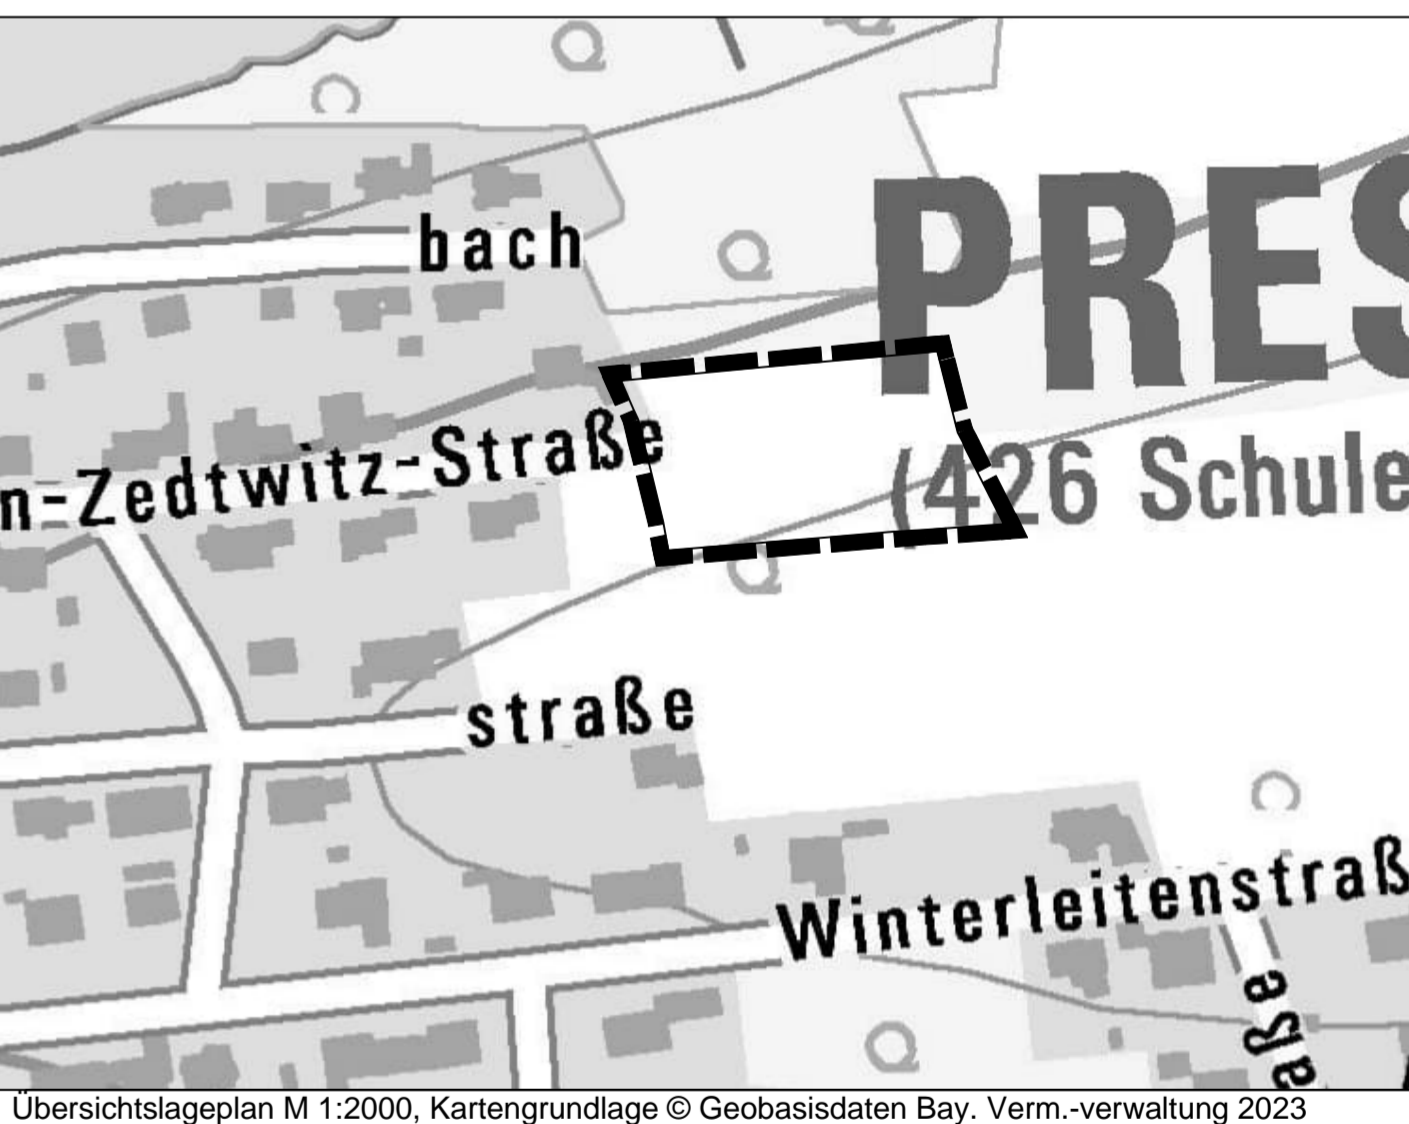 bach
PRES
n-Zedtwitz-Straße
(426 Schule
straße
Winterleitenstraß
aße
Übersichtslageplan M 1:2000, Kartengrundlage © Geobasisdaten Bay. Verm.-verwaltung 2023